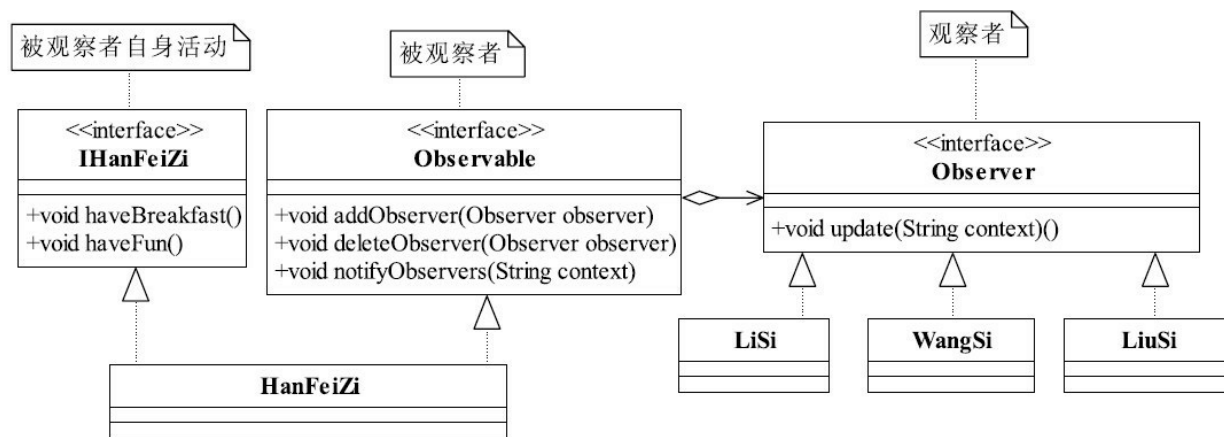 被观察者自身活动
被观察者
观察者
<<interface>>
IHanFeiZi
+void haveBreakfast()
+void haveFun()
<<interface>>
Observable
+void addObserver(Observer observer)
+void deleteObserver(Observer observer)
+void notifyObservers(String context)
<<interface>>
Observer
+void update(String context)()
HanFeiZi
LiSi
WangSi
LiuSi